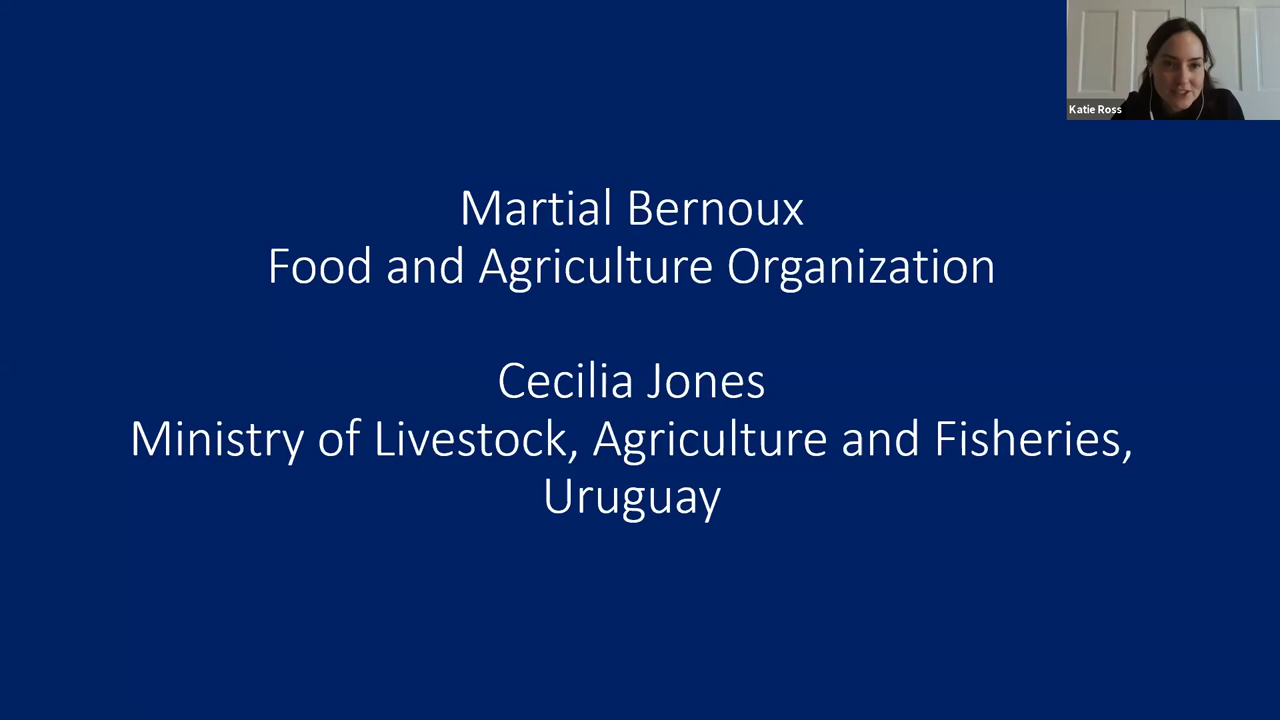 Katie Ross
Martial Bernoux
Food and Agriculture Organization
Cecilia Jones
Ministry of Livestock, Agriculture and Fisheries,
Uruguay